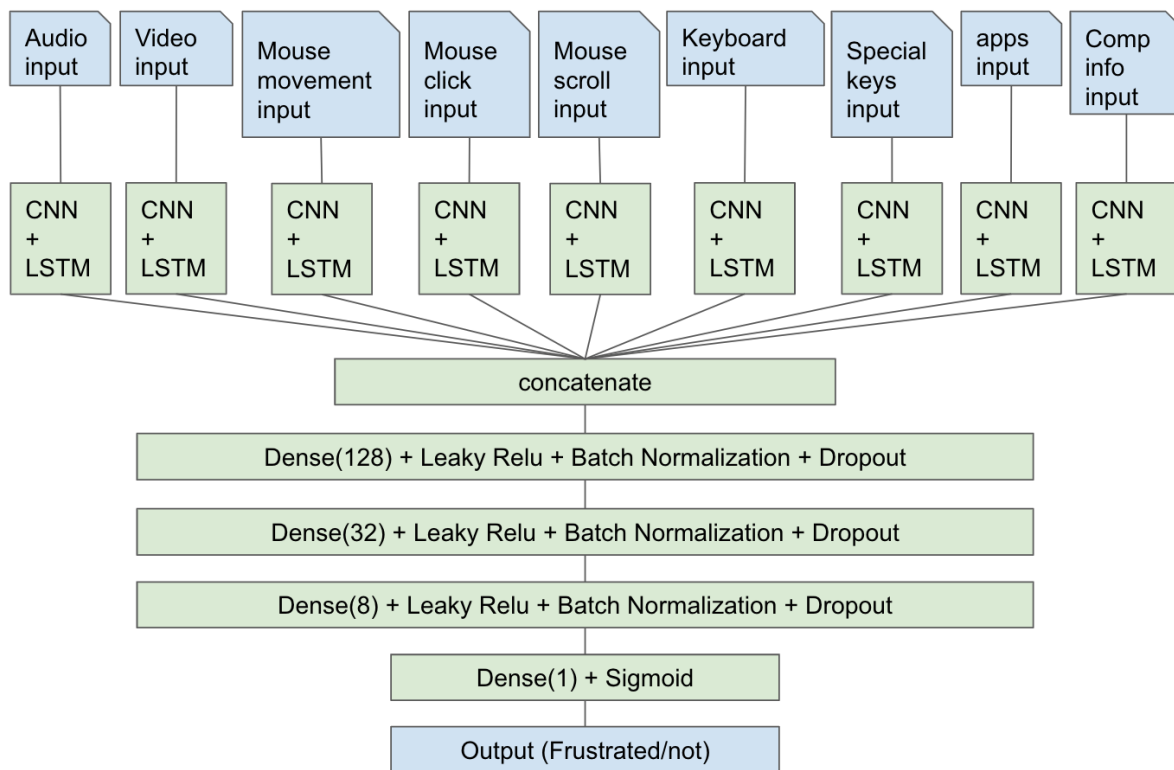 Audio
input
Video
input
Mouse
movement
input
Mouse
click
input
Mouse
scroll
input
Keyboard
input
Special
keys
input
apps
input
Comp
info
input
CNN
+
LSTM
CNN
+
LSTM
CNN
+
LSTM
CNN
+
LSTM
CNN
+
LSTM
CNN
+
LSTM
CNN
+
LSTM
CNN
+
LSTM
CNN
+
LSTM
concatenate
Dense(128) + Leaky Relu + Batch Normalization + Dropout
Dense(32) + Leaky Relu + Batch Normalization + Dropout
Dense(8) + Leaky Relu + Batch Normalization + Dropout
Dense(1) + Sigmoid
Output (Frustrated/not)